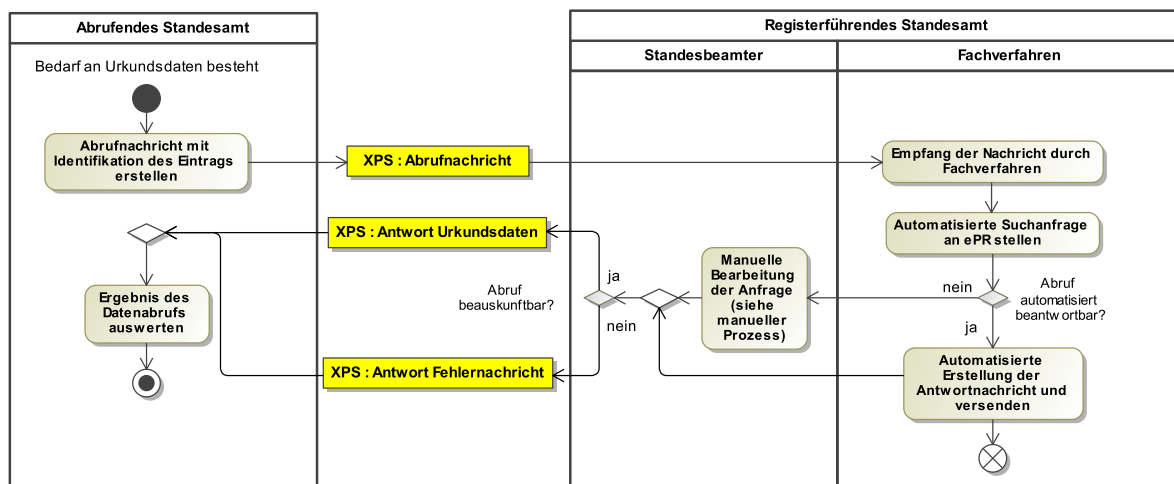 Abrufendes Standesamt
Bedarf an Urkundsdaten besteht
Abrufnachricht mit
Identifikation des Eintrags
erstellen
Ergebnis des
Datenabrufs
auswerten
XPS : Abrufnachricht
XPS : Antwort Urkundsdaten
XPS : Antwort Fehlernachricht
Registerführendes Standesamt
Standesbeamter
Abruf
beauskunftbar?
ja
nein
Manuelle
Bearbeitung
der Anfrage
(siehe
manueller
Prozess)
Fachverfahren
Empfang der Nachricht durch
Fachverfahren
Automatisierte Suchanfrage
an ePR stellen
nein
Abruf
automatisiert
beantwortbar?
ja
Automatisierte
Erstellung der
Antwortnachricht und
versenden